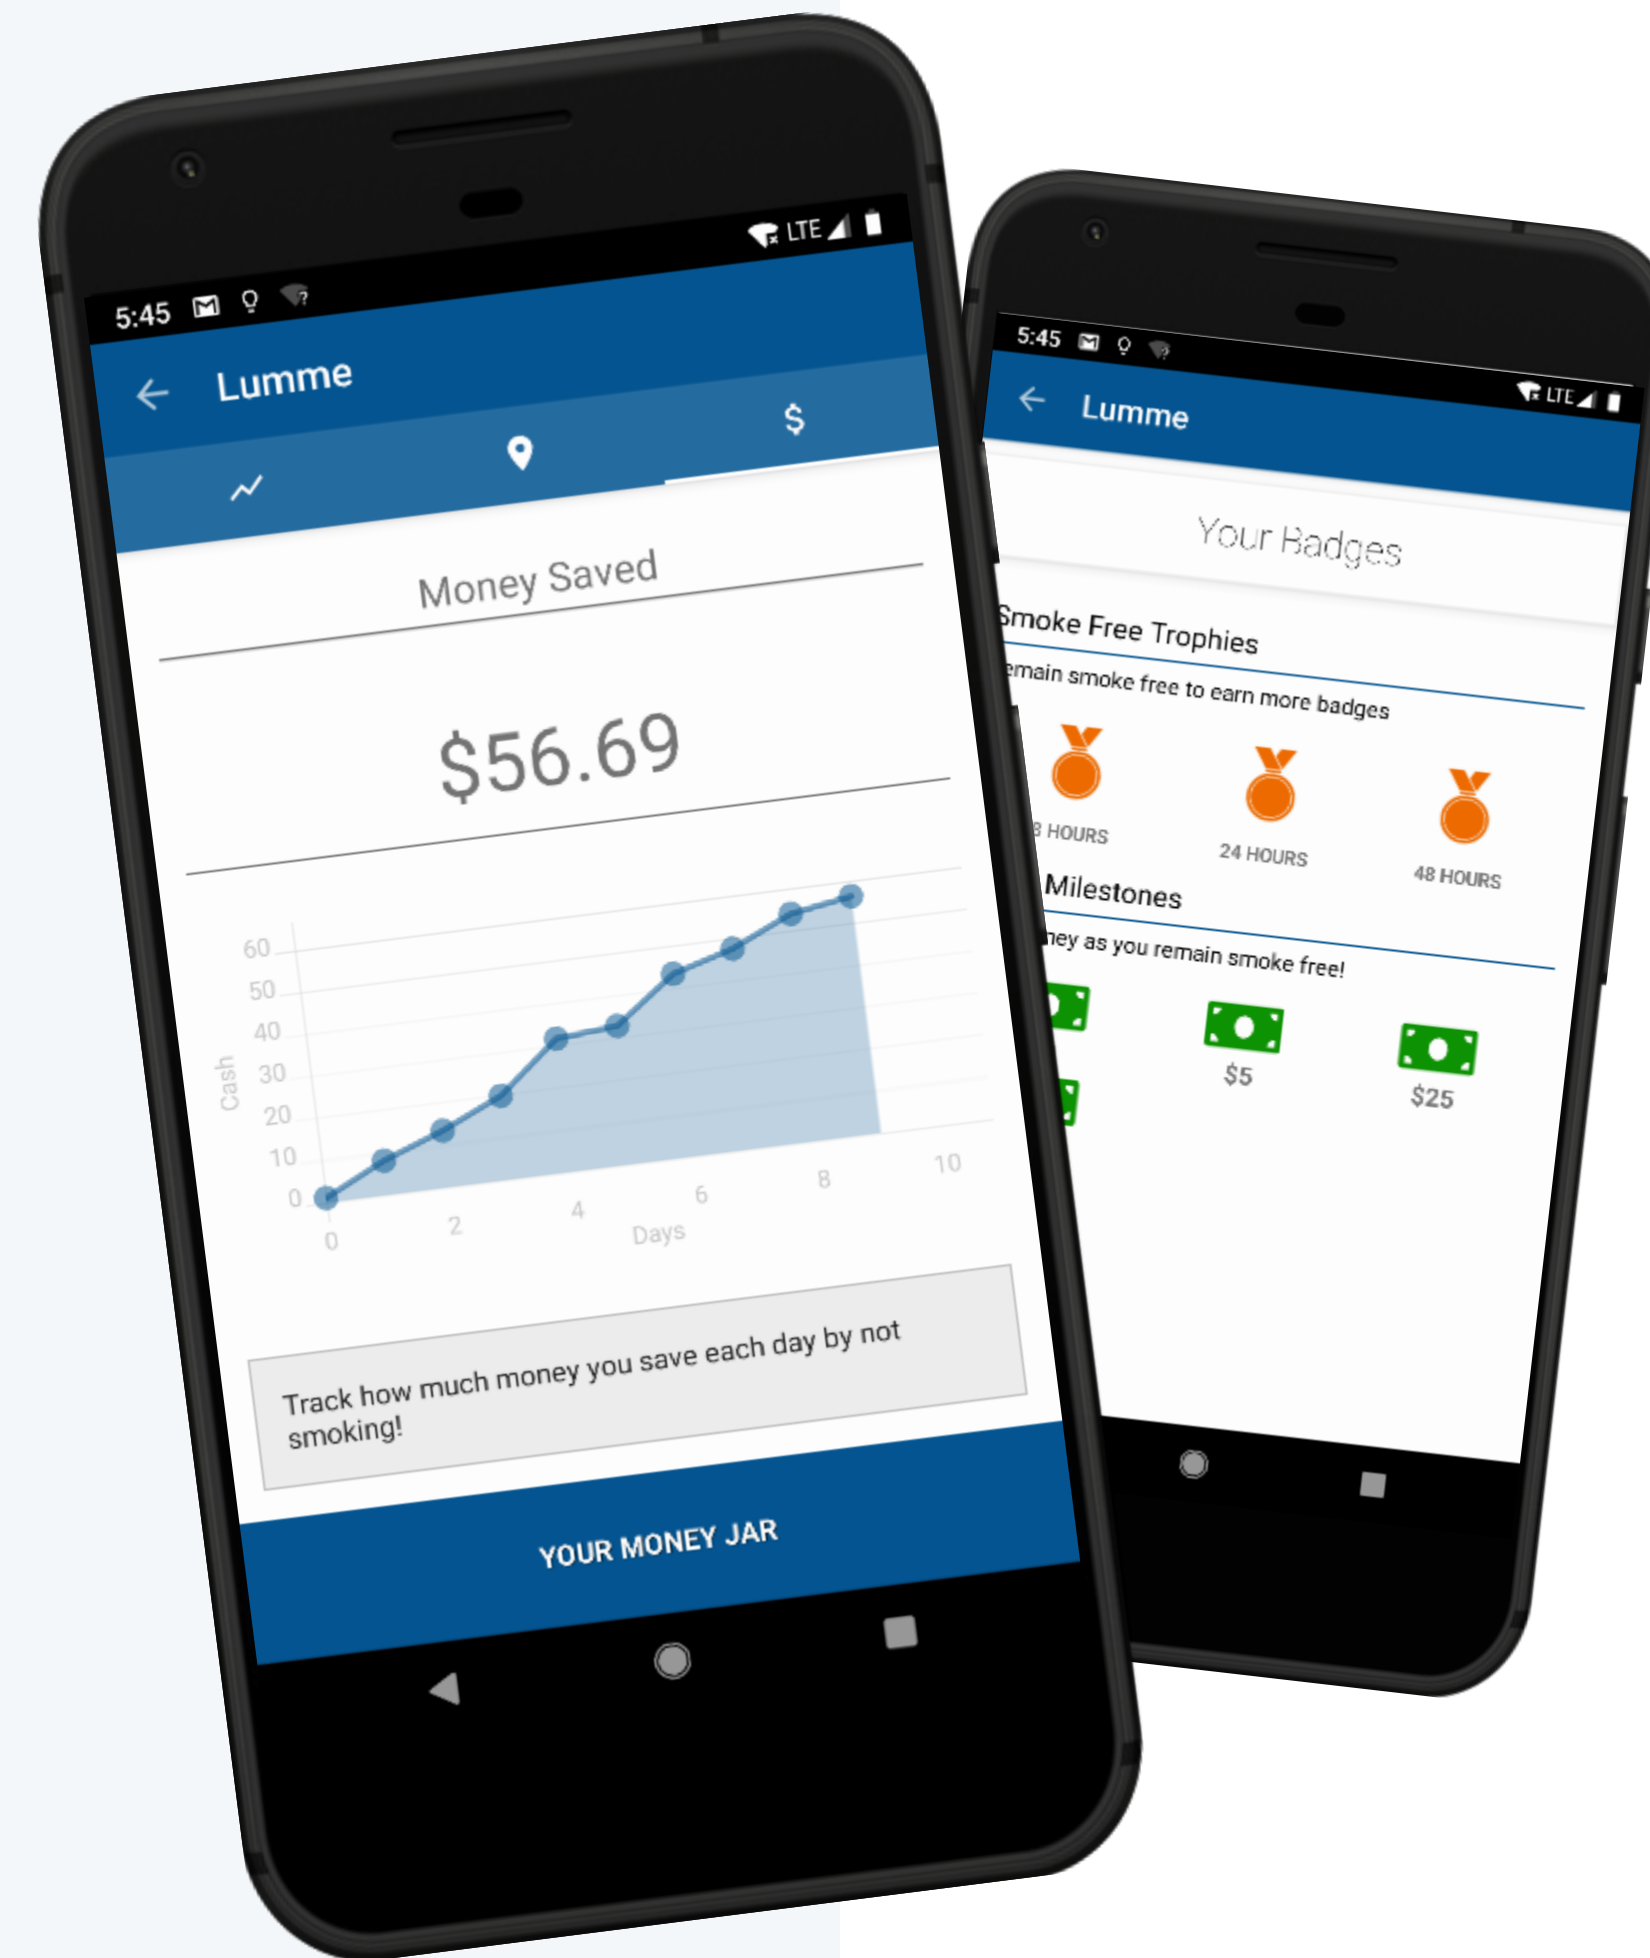 5:45
LTE
Lumme
$
Money Saved
$56.69
60
50
40
30
20
10
0
Cash
0 2 4 6 8 10
Days
Track how much money you save each day by not
smoking!
YOUR MONEY JAR
5:45
LTE
Lumme
Your Badges
Smoke Free Trophies
smoke free to earn more badges
HOURS 24 HOURS 48 HOURS
Milestones
as you remain smoke free!
$5 $25